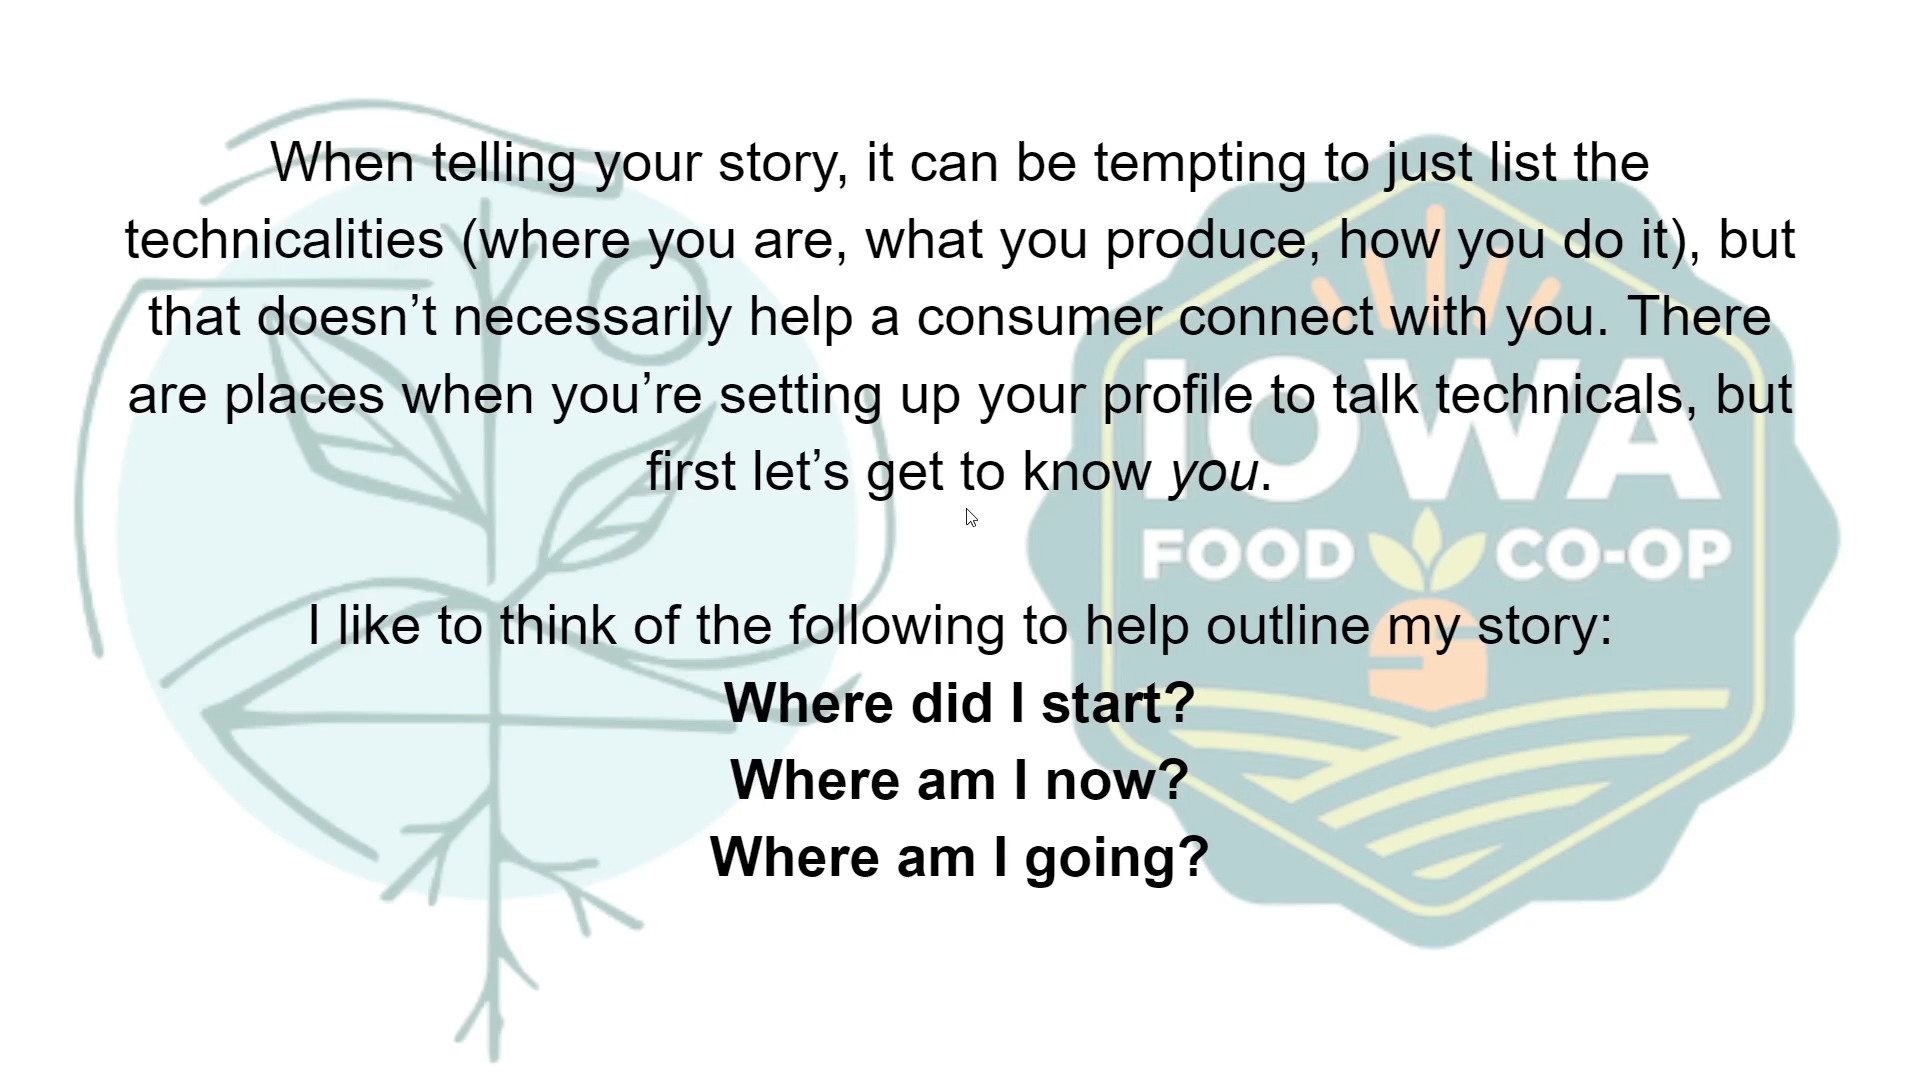 When telling your story, it can be tempting to just list the
technicalities (where you are, what you produce, how you do it), but
that doesn’t necessarily help a consumer connect with you. There
are places when you’re setting up your profile to talk technicals, but
first let’s get to know you.
IOWA
FOOD CO-OP
I like to think of the following to help outline my story:
Where did I start?
Where am I now?
Where am I going?